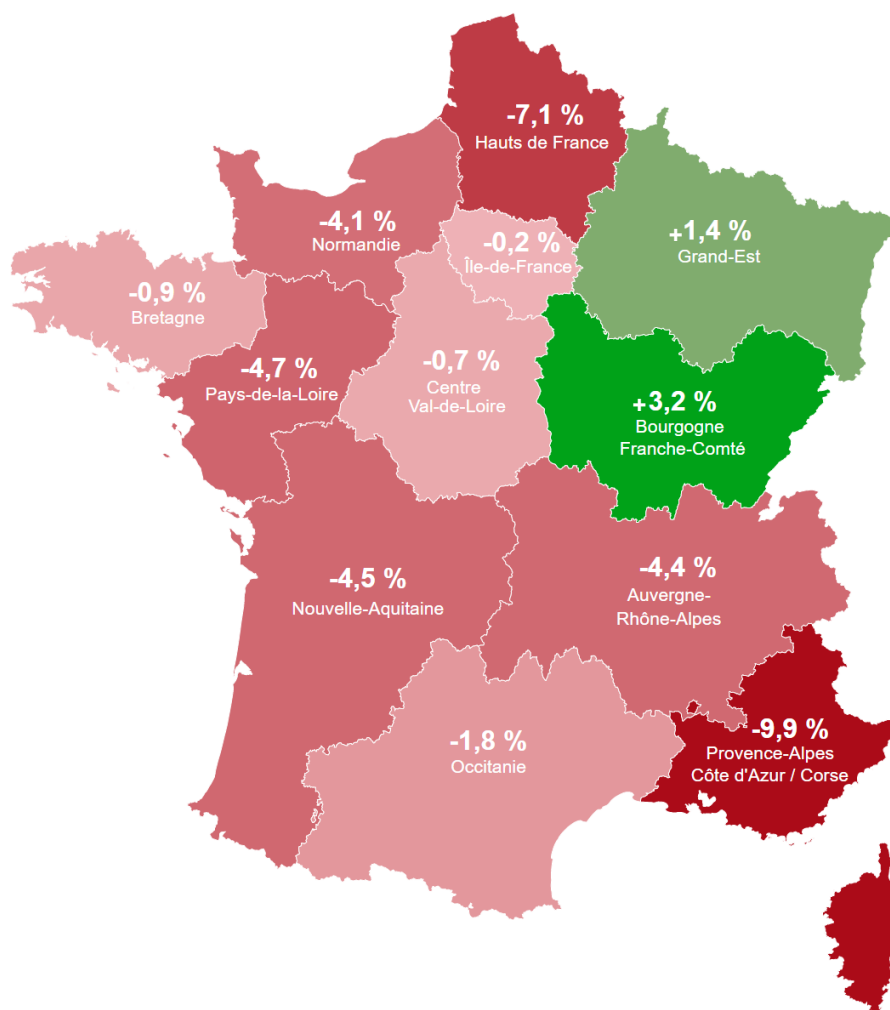 -7,1 %
Hauts de France
-4,1 %
Normandie
-0,2 %
Île-de-France
+1,4 %
Grand-Est
-0,9 %
Bretagne
-4,7 %
Pays-de-la-Loire
-0,7 %
Centre
Val-de-Loire
+3,2 %
Bourgogne
Franche-Comté
-4,5 %
Nouvelle-Aquitaine
-4,4 %
Auvergne-
Rhône-Alpes
-1,8 %
Occitanie
-9,9 %
Provence-Alpes
Côte d'Azur / Corse